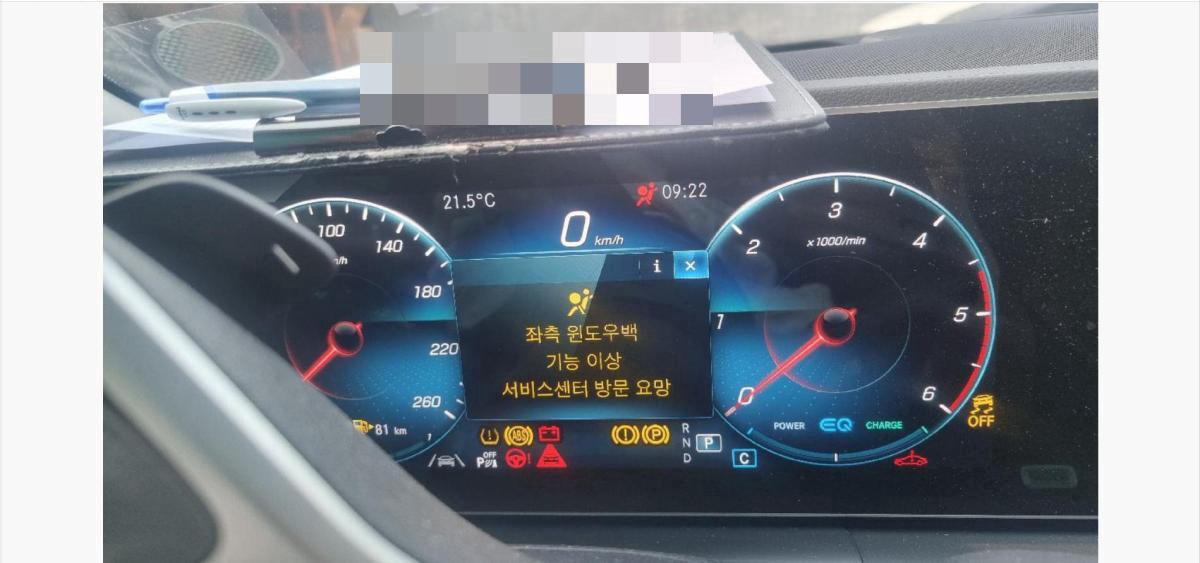 21.5°C
09:22
0 km/h
100
140
180
220
260
81 km
i ×
좌측 윈도우백
기능 이상
서비스센터 방문 요망
x1000/min
0
1
2
3
4
5
6
POWER EQ CHARGE
ABS
OFF
P
P
R
N
D
P
C
OFF